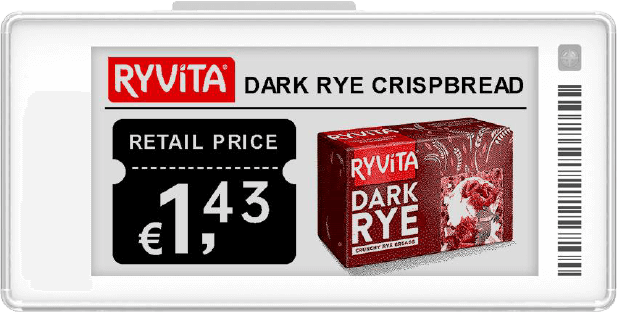 RYVITA®
DARK RYE CRISPBREAD
RETAIL PRICE
€1,43
RYVITA
DARK
RYE
CRUNCHY RYE BREADS